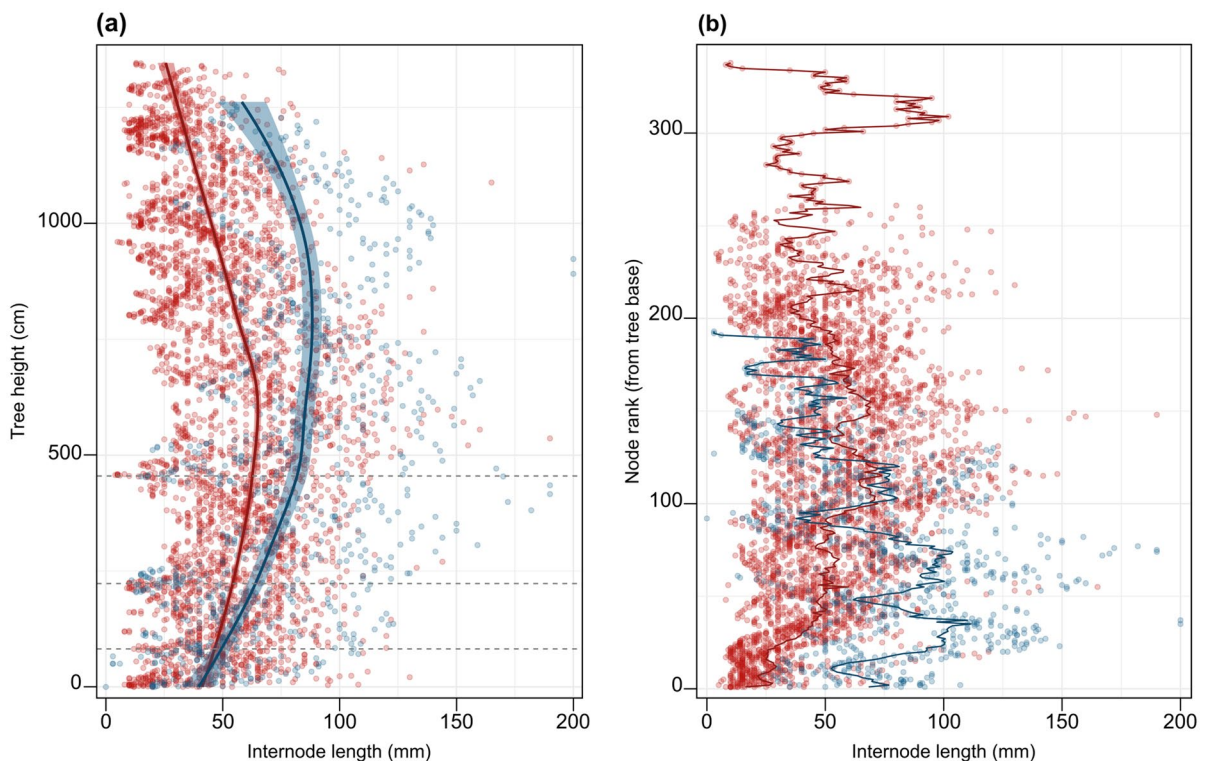 (a)
(b)
1000
500
0
Tree height (cm)
0
50
100
150
200
Internode length (mm)
300
200
100
0
Node rank (from tree base)
0
50
100
150
200
Internode length (mm)